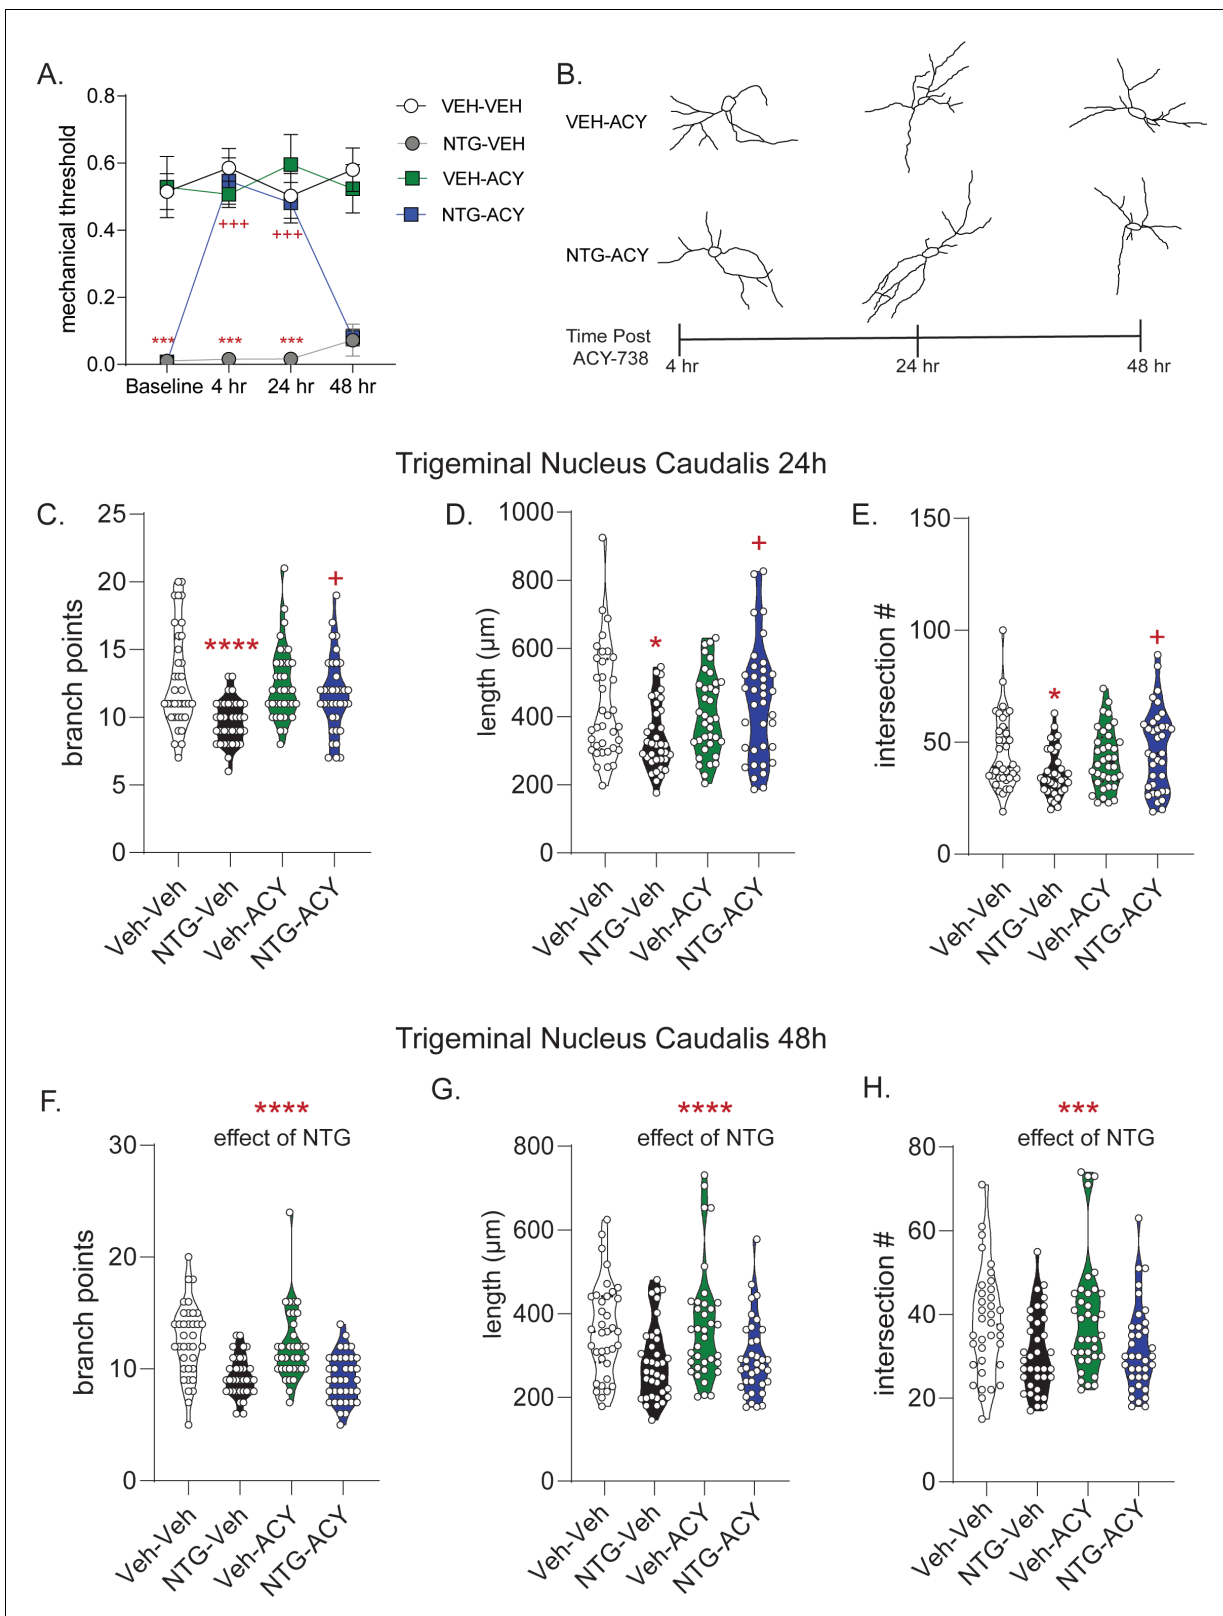 A.
0.8
0.6
0.4
0.2
0.0
mechanical threshold
+++
+++
***
***
***
Baseline 4 hr 24 hr 48 hr
VEH-VEH
NTG-VEH
VEH-ACY
NTG-ACY
B.
VEH-ACY
NTG-ACY
Time Post
ACY-738
4 hr 24 hr 48 hr
Trigeminal Nucleus Caudalis 24h
C.
25
20
15
10
5
0
branch points
****
+
Veh-Veh
NTG-Veh
Veh-ACY
NTG-ACY
D.
1000
800
600
400
200
0
length (µm)
*
+
Veh-Veh
NTG-Veh
Veh-ACY
NTG-ACY
E.
150
100
50
0
intersection #
*
+
Veh-Veh
NTG-Veh
Veh-ACY
NTG-ACY
Trigeminal Nucleus Caudalis 48h
F.
****
effect of NTG
30
20
10
0
branch points
Veh-Veh
NTG-Veh
Veh-ACY
NTG-ACY
G.
****
effect of NTG
800
600
400
200
0
length (µm)
Veh-Veh
NTG-Veh
Veh-ACY
NTG-ACY
H.
***
effect of NTG
80
60
40
20
0
intersection #
Veh-Veh
NTG-Veh
Veh-ACY
NTG-ACY